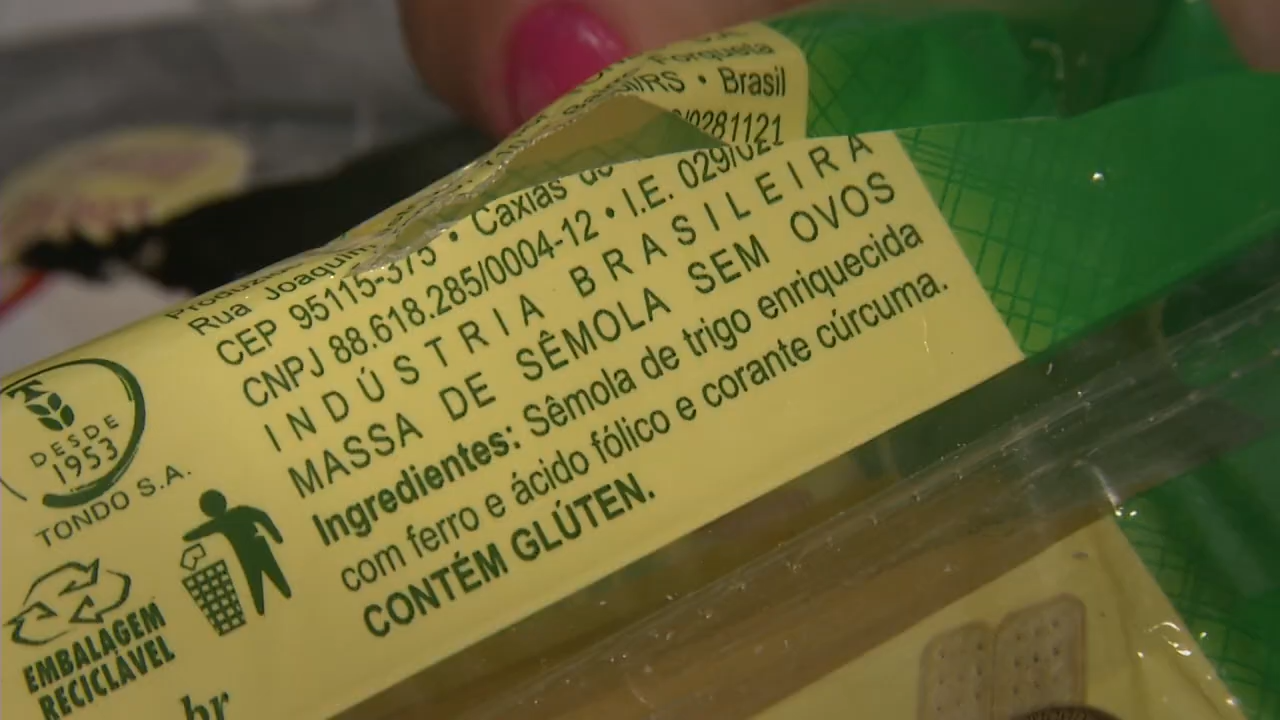 Forqueta
/RS • Brasil
/0281121
Rua Joaquim
Caxias do
CEP 95115-375 •
CNPJ 88.618.285/0004-12 • I.E. 029/02
INDÚSTRIA BRASILEIRA
MASSA DE SÊMOLA SEM OVOS
Ingredientes: Sêmola de trigo enriquecida
com ferro e ácido fólico e corante cúrcuma.
CONTÉM GLÚTEN.
DESDE
1953
TONDO S.A.
EMBALAGEM
RECICLÁVEL
br